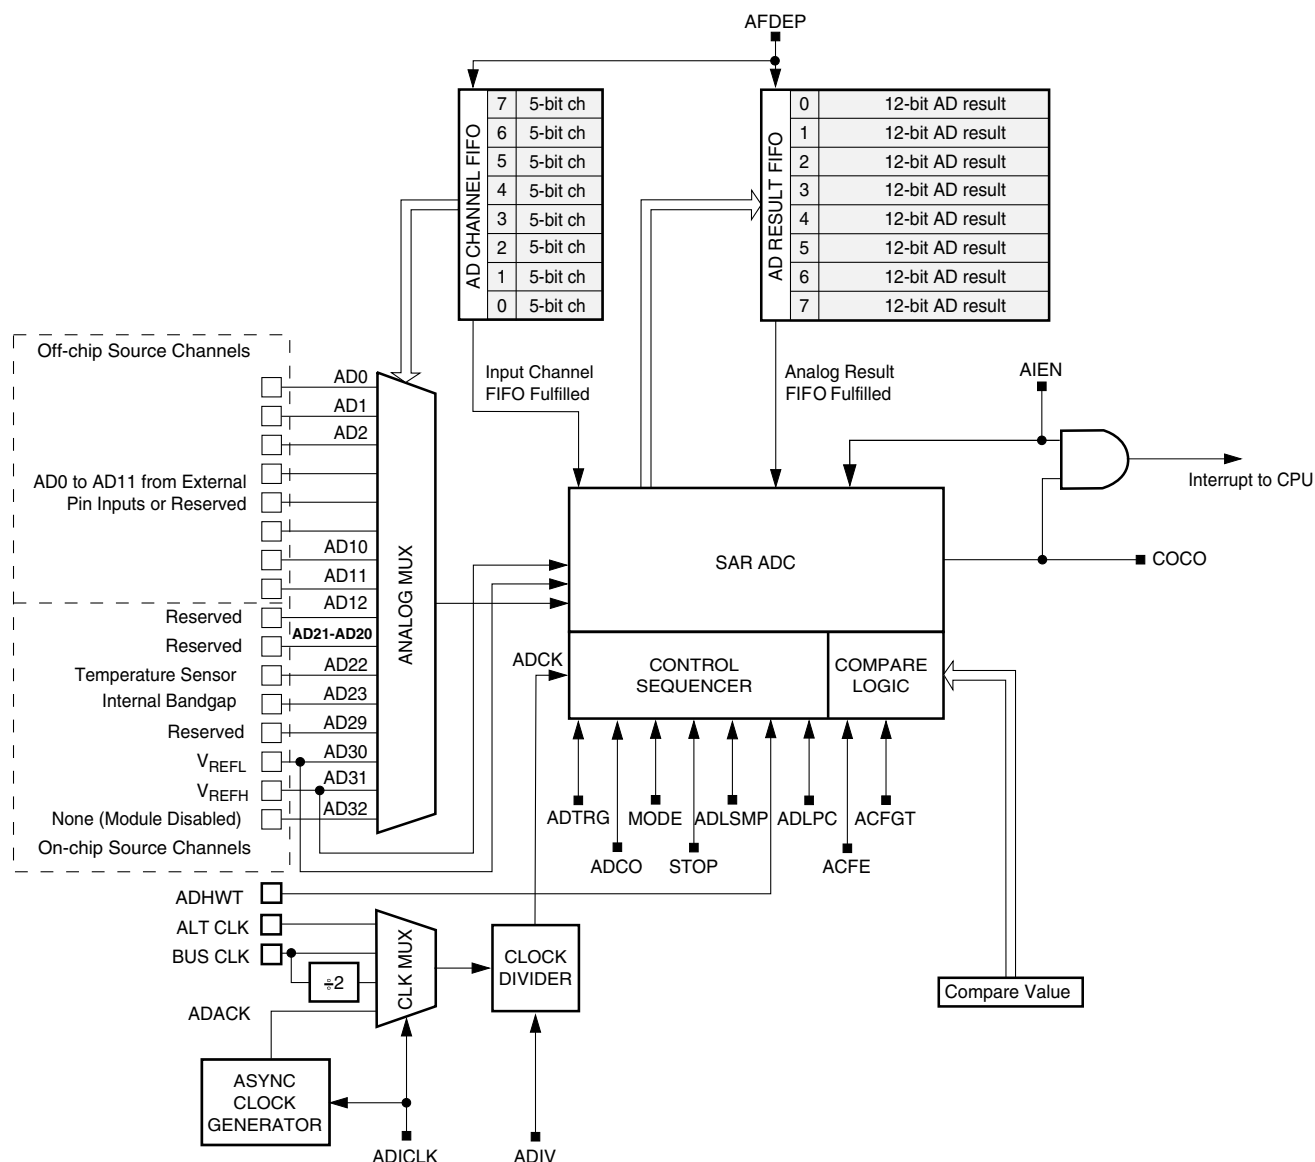 AFDEP
AD CHANNEL FIFO
7 5-bit ch
6 5-bit ch
5 5-bit ch
4 5-bit ch
3 5-bit ch
2 5-bit ch
1 5-bit ch
0 5-bit ch
AD RESULT FIFO
0 12-bit AD result
1 12-bit AD result
2 12-bit AD result
3 12-bit AD result
4 12-bit AD result
5 12-bit AD result
6 12-bit AD result
7 12-bit AD result
Off-chip Source Channels
AD0
AD1
AD2
AD0 to AD11 from External
Pin Inputs or Reserved
AD10
AD11
AD12
Reserved
AD21-AD20
Reserved
AD22
Temperature Sensor
AD23
Internal Bandgap
AD29
Reserved
AD30
VREFL
AD31
VREFH
AD32
None (Module Disabled)
On-chip Source Channels
ANALOG MUX
Input Channel
FIFO Fulfilled
Analog Result
FIFO Fulfilled
AIEN
Interrupt to CPU
SAR ADC
COCO
ADCK
CONTROL
SEQUENCER
COMPARE
LOGIC
ADTRG
MODE
ADLSMP
ADLPC
ACFGT
ADCO
STOP
ACFE
ADHWT
ALT CLK
BUS CLK
÷2
CLK MUX
CLOCK
DIVIDER
Compare Value
ADACK
ASYNC
CLOCK
GENERATOR
ADICLK
ADIV